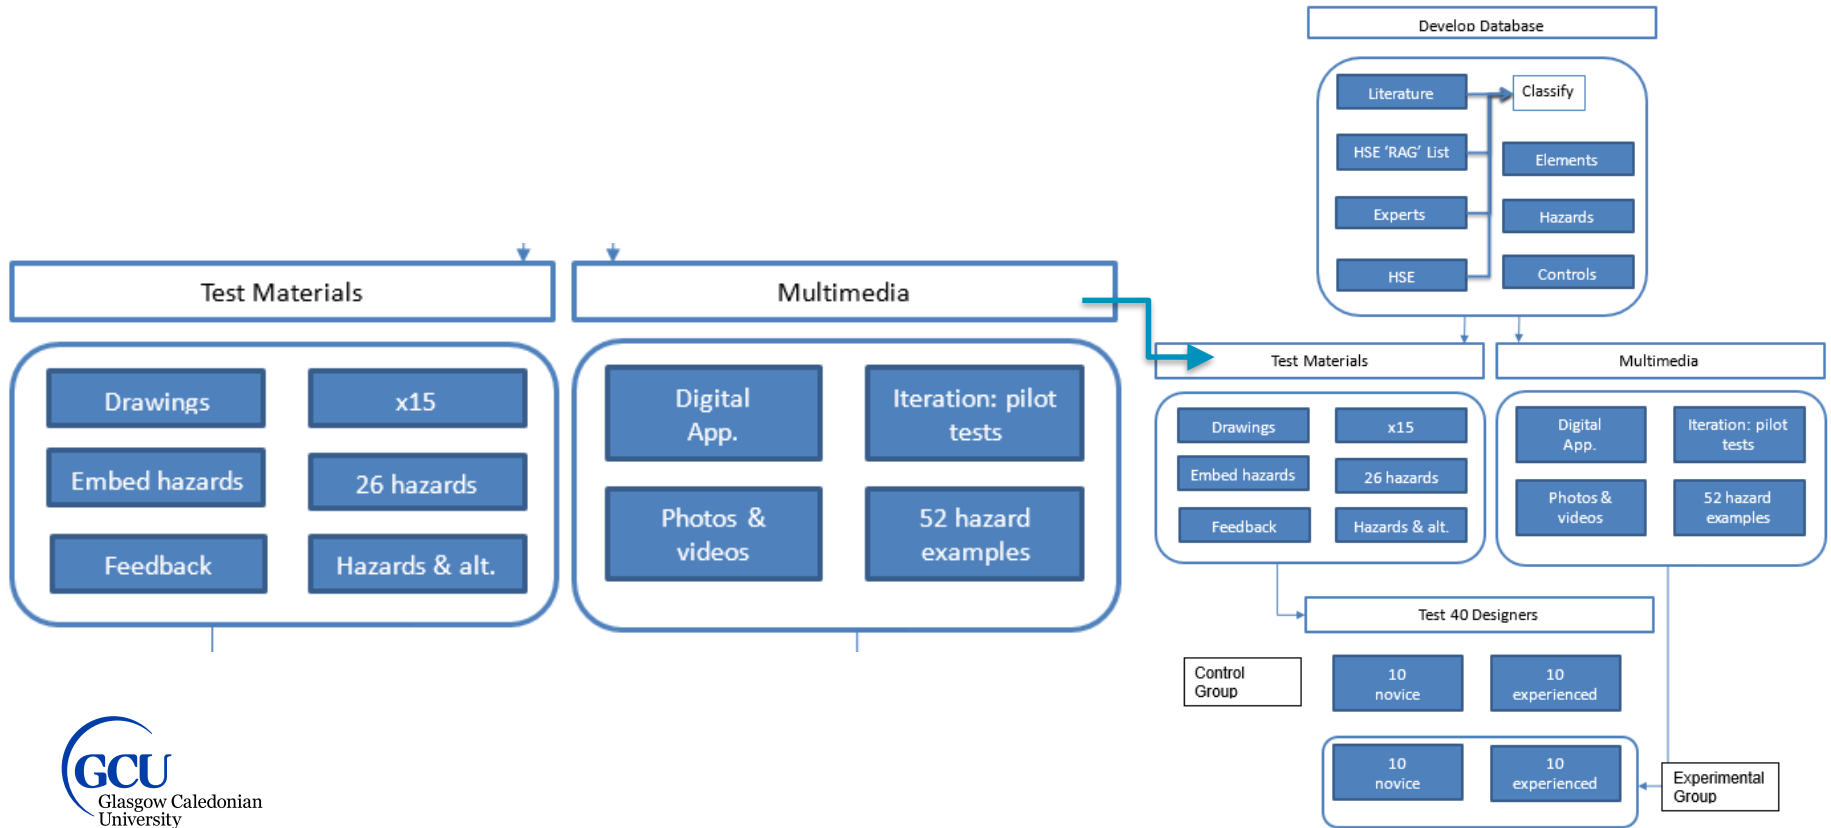 Test Materials
Drawings
x15
Embed hazards
26 hazards
Feedback
Hazards & alt.
Multimedia
Digital
App.
Iteration: pilot
tests
Photos &
videos
52 hazard
examples
GCU
Glasgow Caledonian
University
Develop Database
Literature
Classify
HSE ‘RAG’ List
Elements
Experts
Hazards
HSE
Controls
Test Materials
Drawings
x15
Embed hazards
26 hazards
Feedback
Hazards & alt.
Multimedia
Digital
App.
Iteration: pilot
tests
Photos &
videos
52 hazard
examples
Test 40 Designers
Control
Group
10
novice
10
experienced
10
novice
10
experienced
Experimental
Group